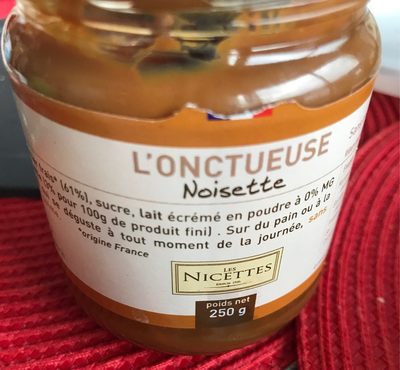 L'ONCTUEUSE
Noisette
(61%), sucre, lait écrémé en poudre à 0% MG
pour 100g de produit fini) . Sur du pain ou à la
se déguste à tout moment de la journée, sans
*origine France
LES
NICETTES
poids net
250 g